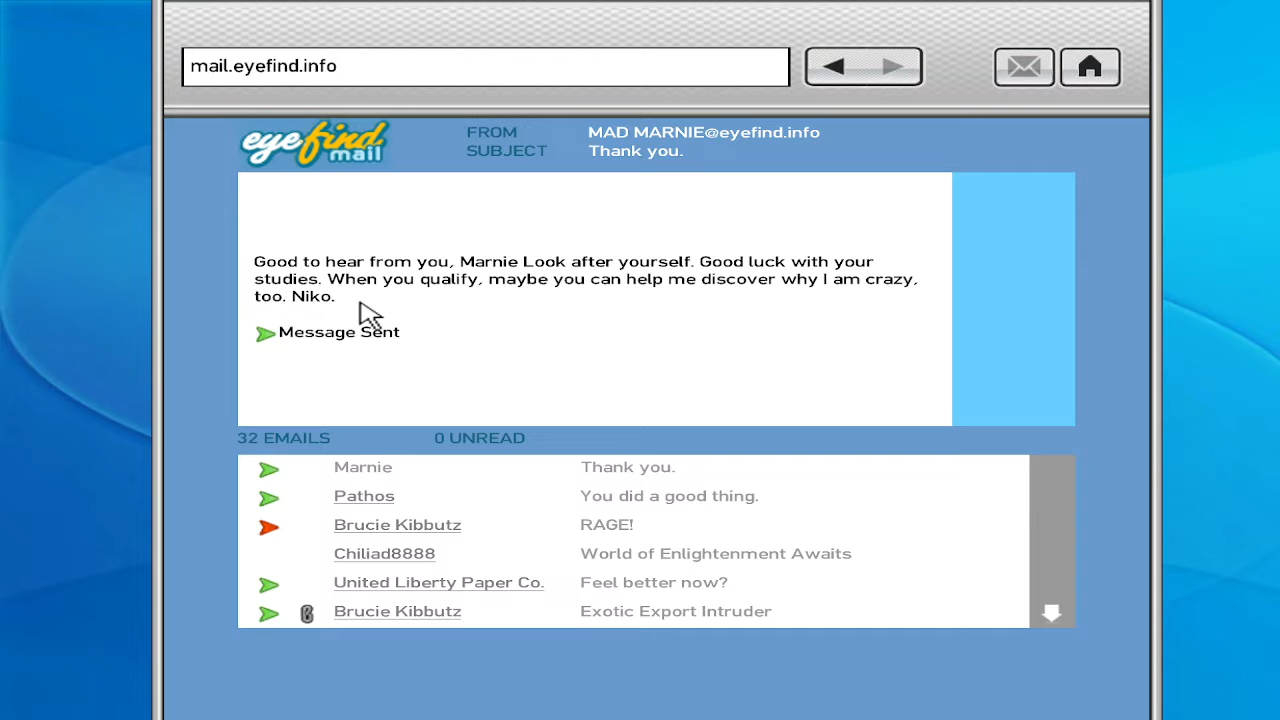 mail.eyefind.info
eyefind mail
FROM MAD MARNIE@eyefind.info
SUBJECT Thank you.
Good to hear from you, Marnie Look after yourself. Good luck with your
studies. When you qualify, maybe you can help me discover why I am crazy,
too. Niko.
Message Sent
32 EMAILS 0 UNREAD
Marnie Thank you.
Pathos You did a good thing.
Brucie Kibbutz RAGE!
Chiliad8888 World of Enlightenment Awaits
United Liberty Paper Co. Feel better now?
Brucie Kibbutz Exotic Export Intruder